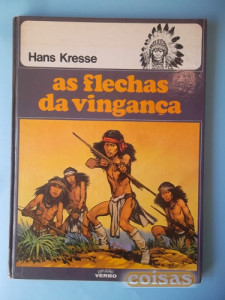 Hans Kresse
as flechas
da vingança
VERBO
coisas